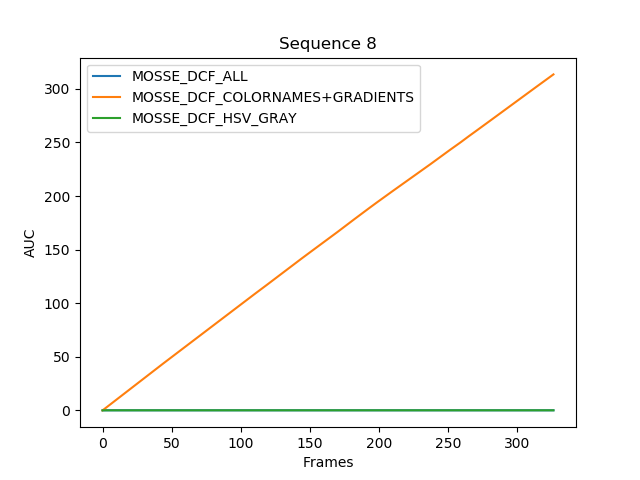 Sequence 8
MOSSE_DCF_ALL
MOSSE_DCF_COLORNAMES+GRADIENTS
MOSSE_DCF_HSV_GRAY
300
250
200
150
100
50
0
AUC
0 50 100 150 200 250 300
Frames